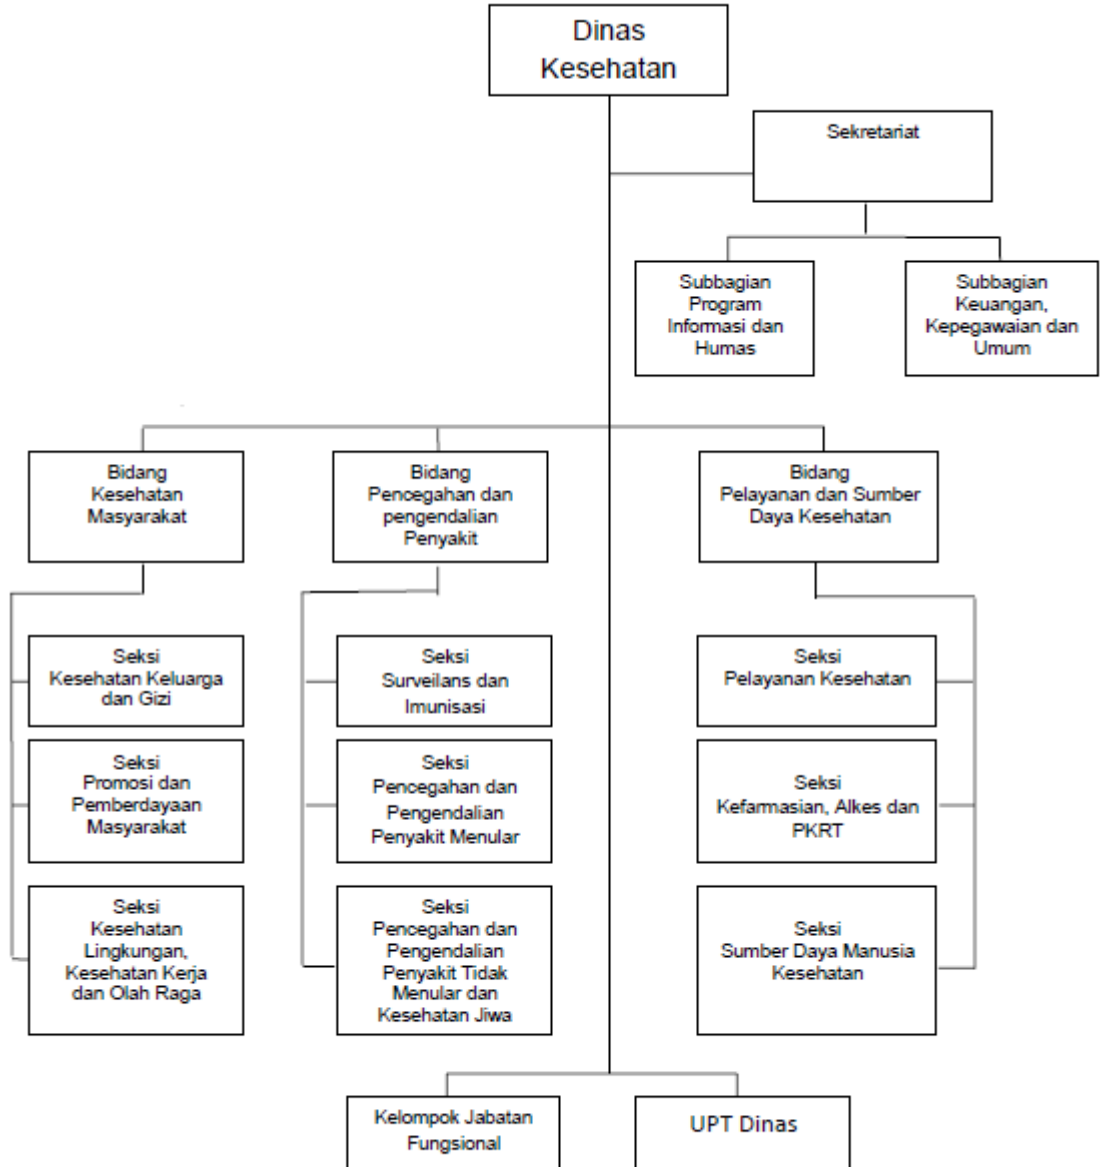 Dinas
Kesehatan
Sekretariat
Subbagian
Program
Informasi dan
Humas
Subbagian
Keuangan,
Kepegawaian dan
Umum
Bidang
Kesehatan
Masyarakat
Bidang
Pencegahan dan
pengendalian
Penyakit
Bidang
Pelayanan dan Sumber
Daya Kesehatan
Seksi
Kesehatan Keluarga
dan Gizi
Seksi
Surveilans dan
Imunisasi
Seksi
Pelayanan Kesehatan
Seksi
Promosi dan
Pemberdayaan
Masyarakat
Seksi
Pencegahan dan
Pengendalian
Penyakit Menular
Seksi
Kefarmasian, Alkes dan
PKRT
Seksi
Kesehatan
Lingkungan,
Kesehatan Kerja
dan Olah Raga
Seksi
Pencegahan dan
Pengendalian
Penyakit Tidak
Menular dan
Kesehatan Jiwa
Seksi
Sumber Daya Manusia
Kesehatan
Kelompok Jabatan
Fungsional
UPT Dinas